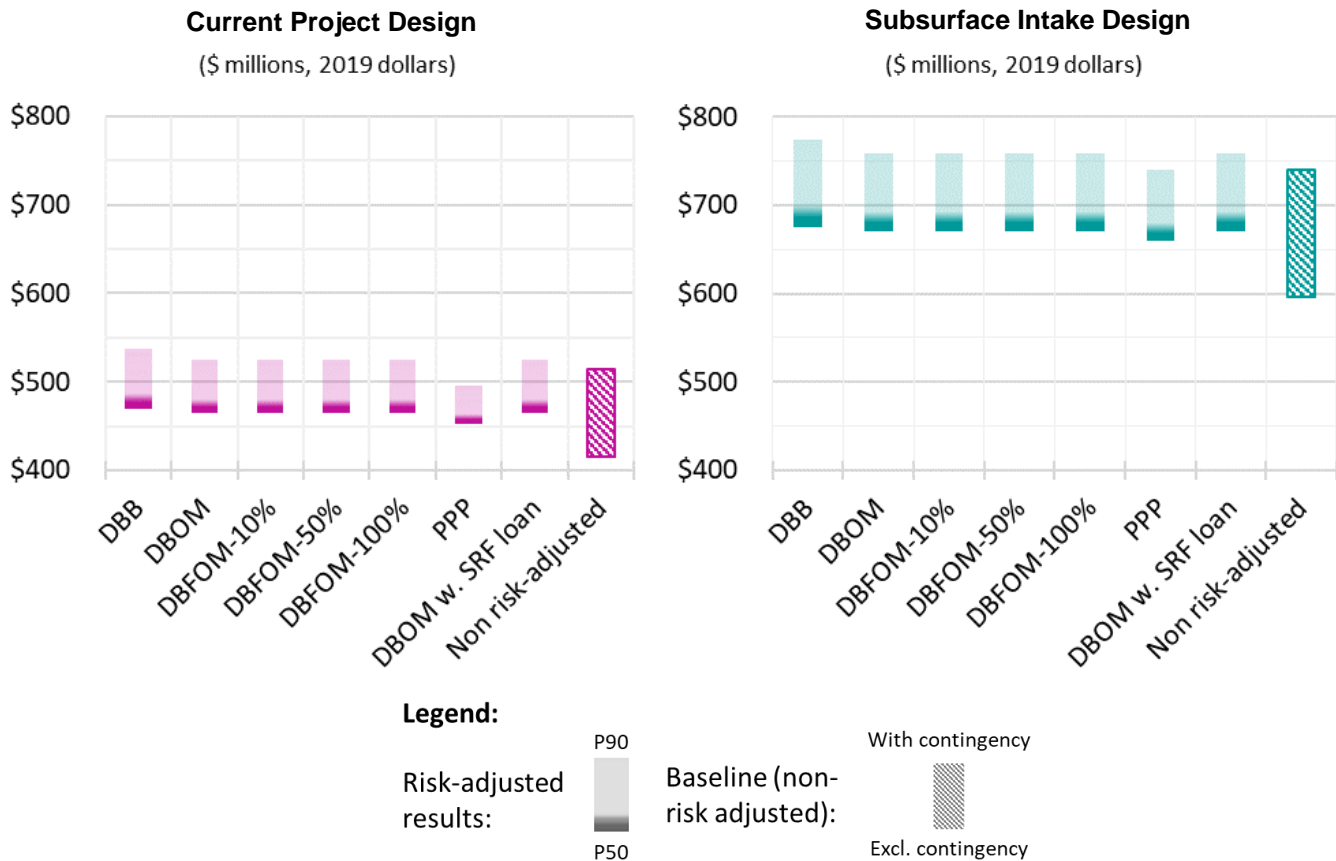 Current Project Design
($ millions, 2019 dollars)
$800
$700
$600
$500
$400
DBB
DBOM
DBFOM-10%
DBFOM-50%
DBFOM-100%
PPP
DBOM w. SRF loan
Non risk-adjusted
Subsurface Intake Design
($ millions, 2019 dollars)
$800
$700
$600
$500
$400
DBB
DBOM
DBFOM-10%
DBFOM-50%
DBFOM-100%
PPP
DBOM w. SRF loan
Non risk-adjusted
Legend:
Risk-adjusted
results:
P90
P50
Baseline (non-
risk adjusted):
With contingency
Excl. contingency